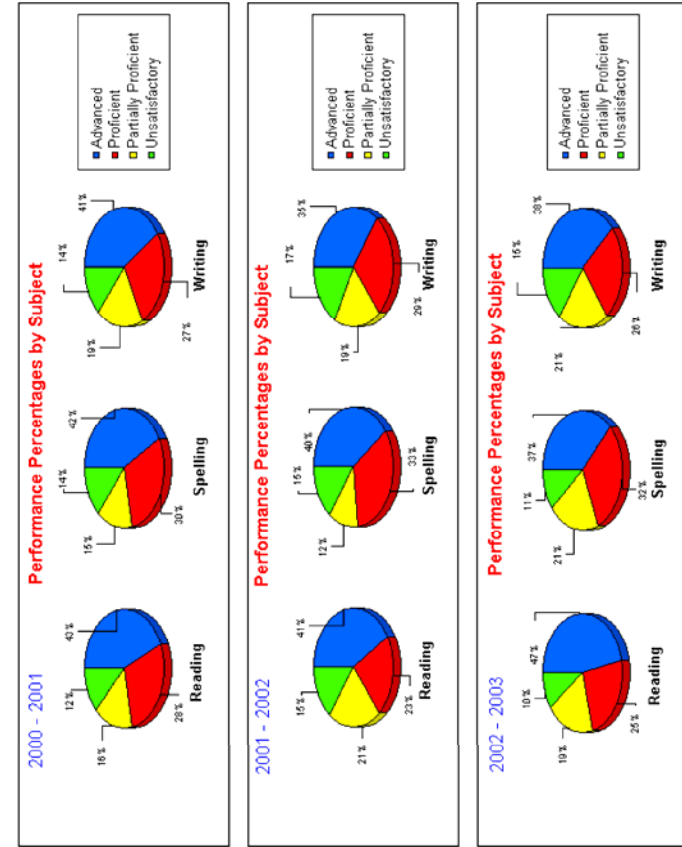 2000 - 2001
Performance Percentages by Subject
12%
43%
16%
28%
Reading
14%
42%
15%
30%
Spelling
14%
41%
19%
27%
Writing
Advanced
Proficient
Partially Proficient
Unsatisfactory
2001 - 2002
Performance Percentages by Subject
15%
41%
21%
23%
Reading
15%
40%
12%
33%
Spelling
17%
35%
19%
29%
Writing
Advanced
Proficient
Partially Proficient
Unsatisfactory
2002 - 2003
Performance Percentages by Subject
10%
47%
19%
25%
Reading
11%
37%
21%
32%
Spelling
15%
38%
21%
26%
Writing
Advanced
Proficient
Partially Proficient
Unsatisfactory